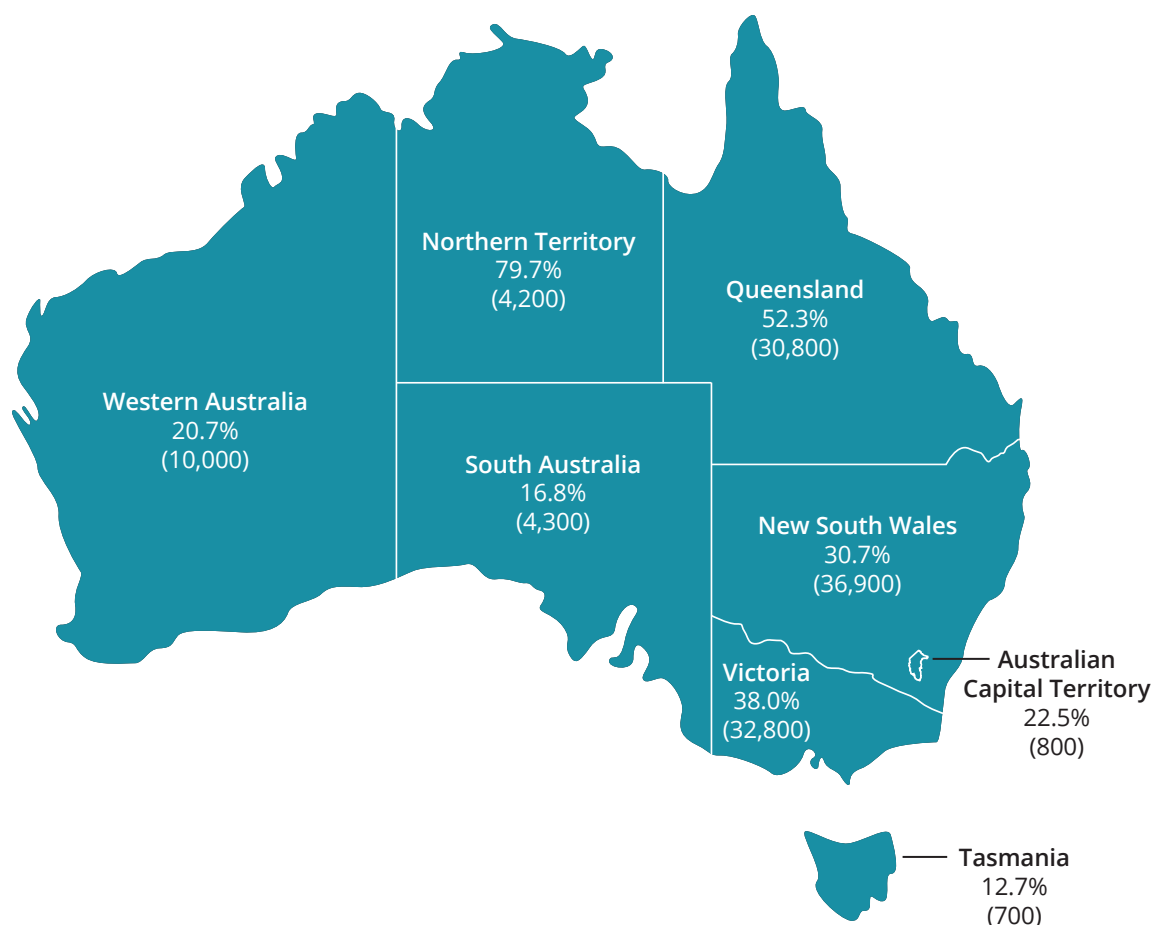 Northern Territory
79.7%
(4,200)
Queensland
52.3%
(30,800)
Western Australia
20.7%
(10,000)
South Australia
16.8%
(4,300)
New South Wales
30.7%
(36,900)
Victoria
38.0%
(32,800)
Australian
Capital Territory
22.5%
(800)
Tasmania
12.7%
(700)